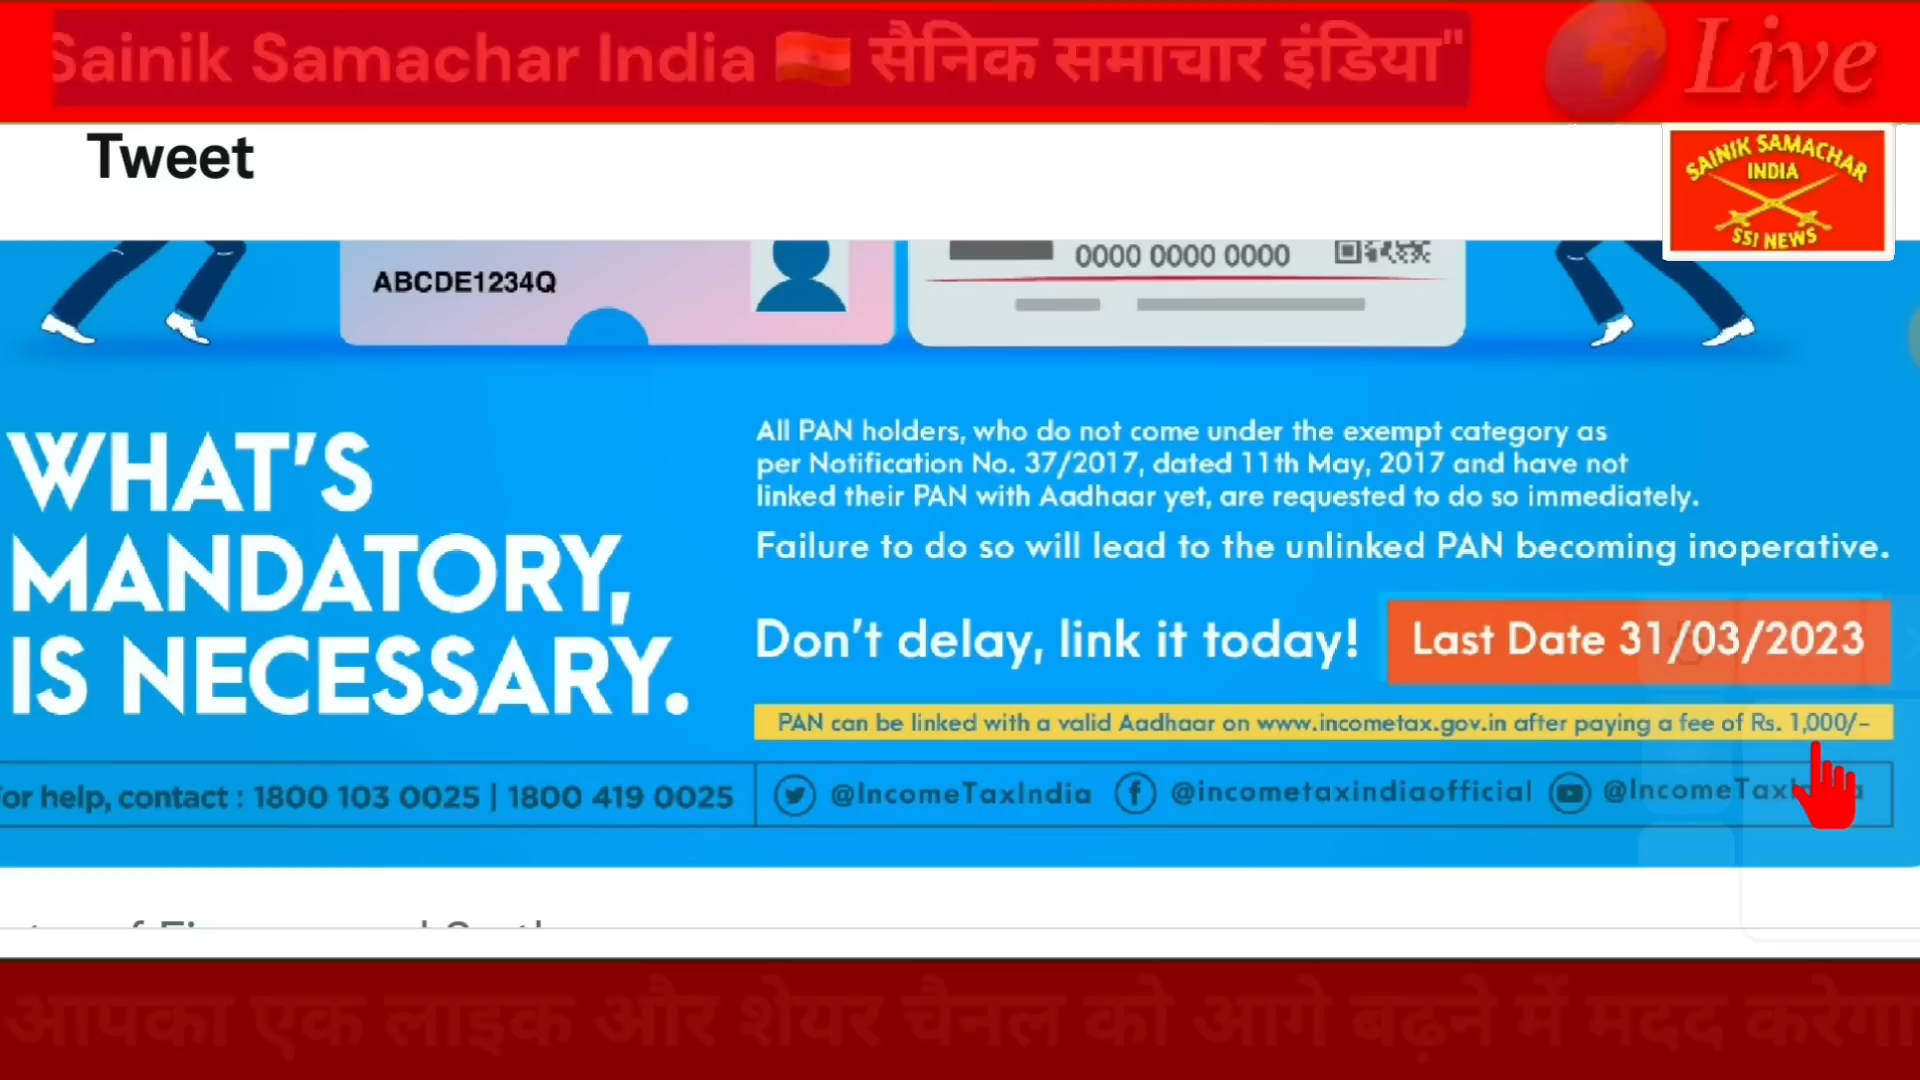 Sainik Samachar India सैनिक समाचार इंडिया"
Live
Tweet
SAINIK SAMACHAR
INDIA
SSI NEWS
ABCDE1234Q
0000 0000 0000
WHAT'S
MANDATORY,
IS NECESSARY.
All PAN holders, who do not come under the exempt category as
per Notification No. 37/2017, dated 11th May, 2017 and have not
linked their PAN with Aadhaar yet, are requested to do so immediately.
Failure to do so will lead to the unlinked PAN becoming inoperative.
Don't delay, link it today!
Last Date 31/03/2023
PAN can be linked with a valid Aadhaar on www.incometax.gov.in after paying a fee of Rs. 1,000/-
or help, contact : 1800 103 0025 | 1800 419 0025
@IncomeTaxIndia
@incometaxindiaofficial
आपका एक लाइक और शेयर चैनल को आगे बढ़ने में मदद करेगा